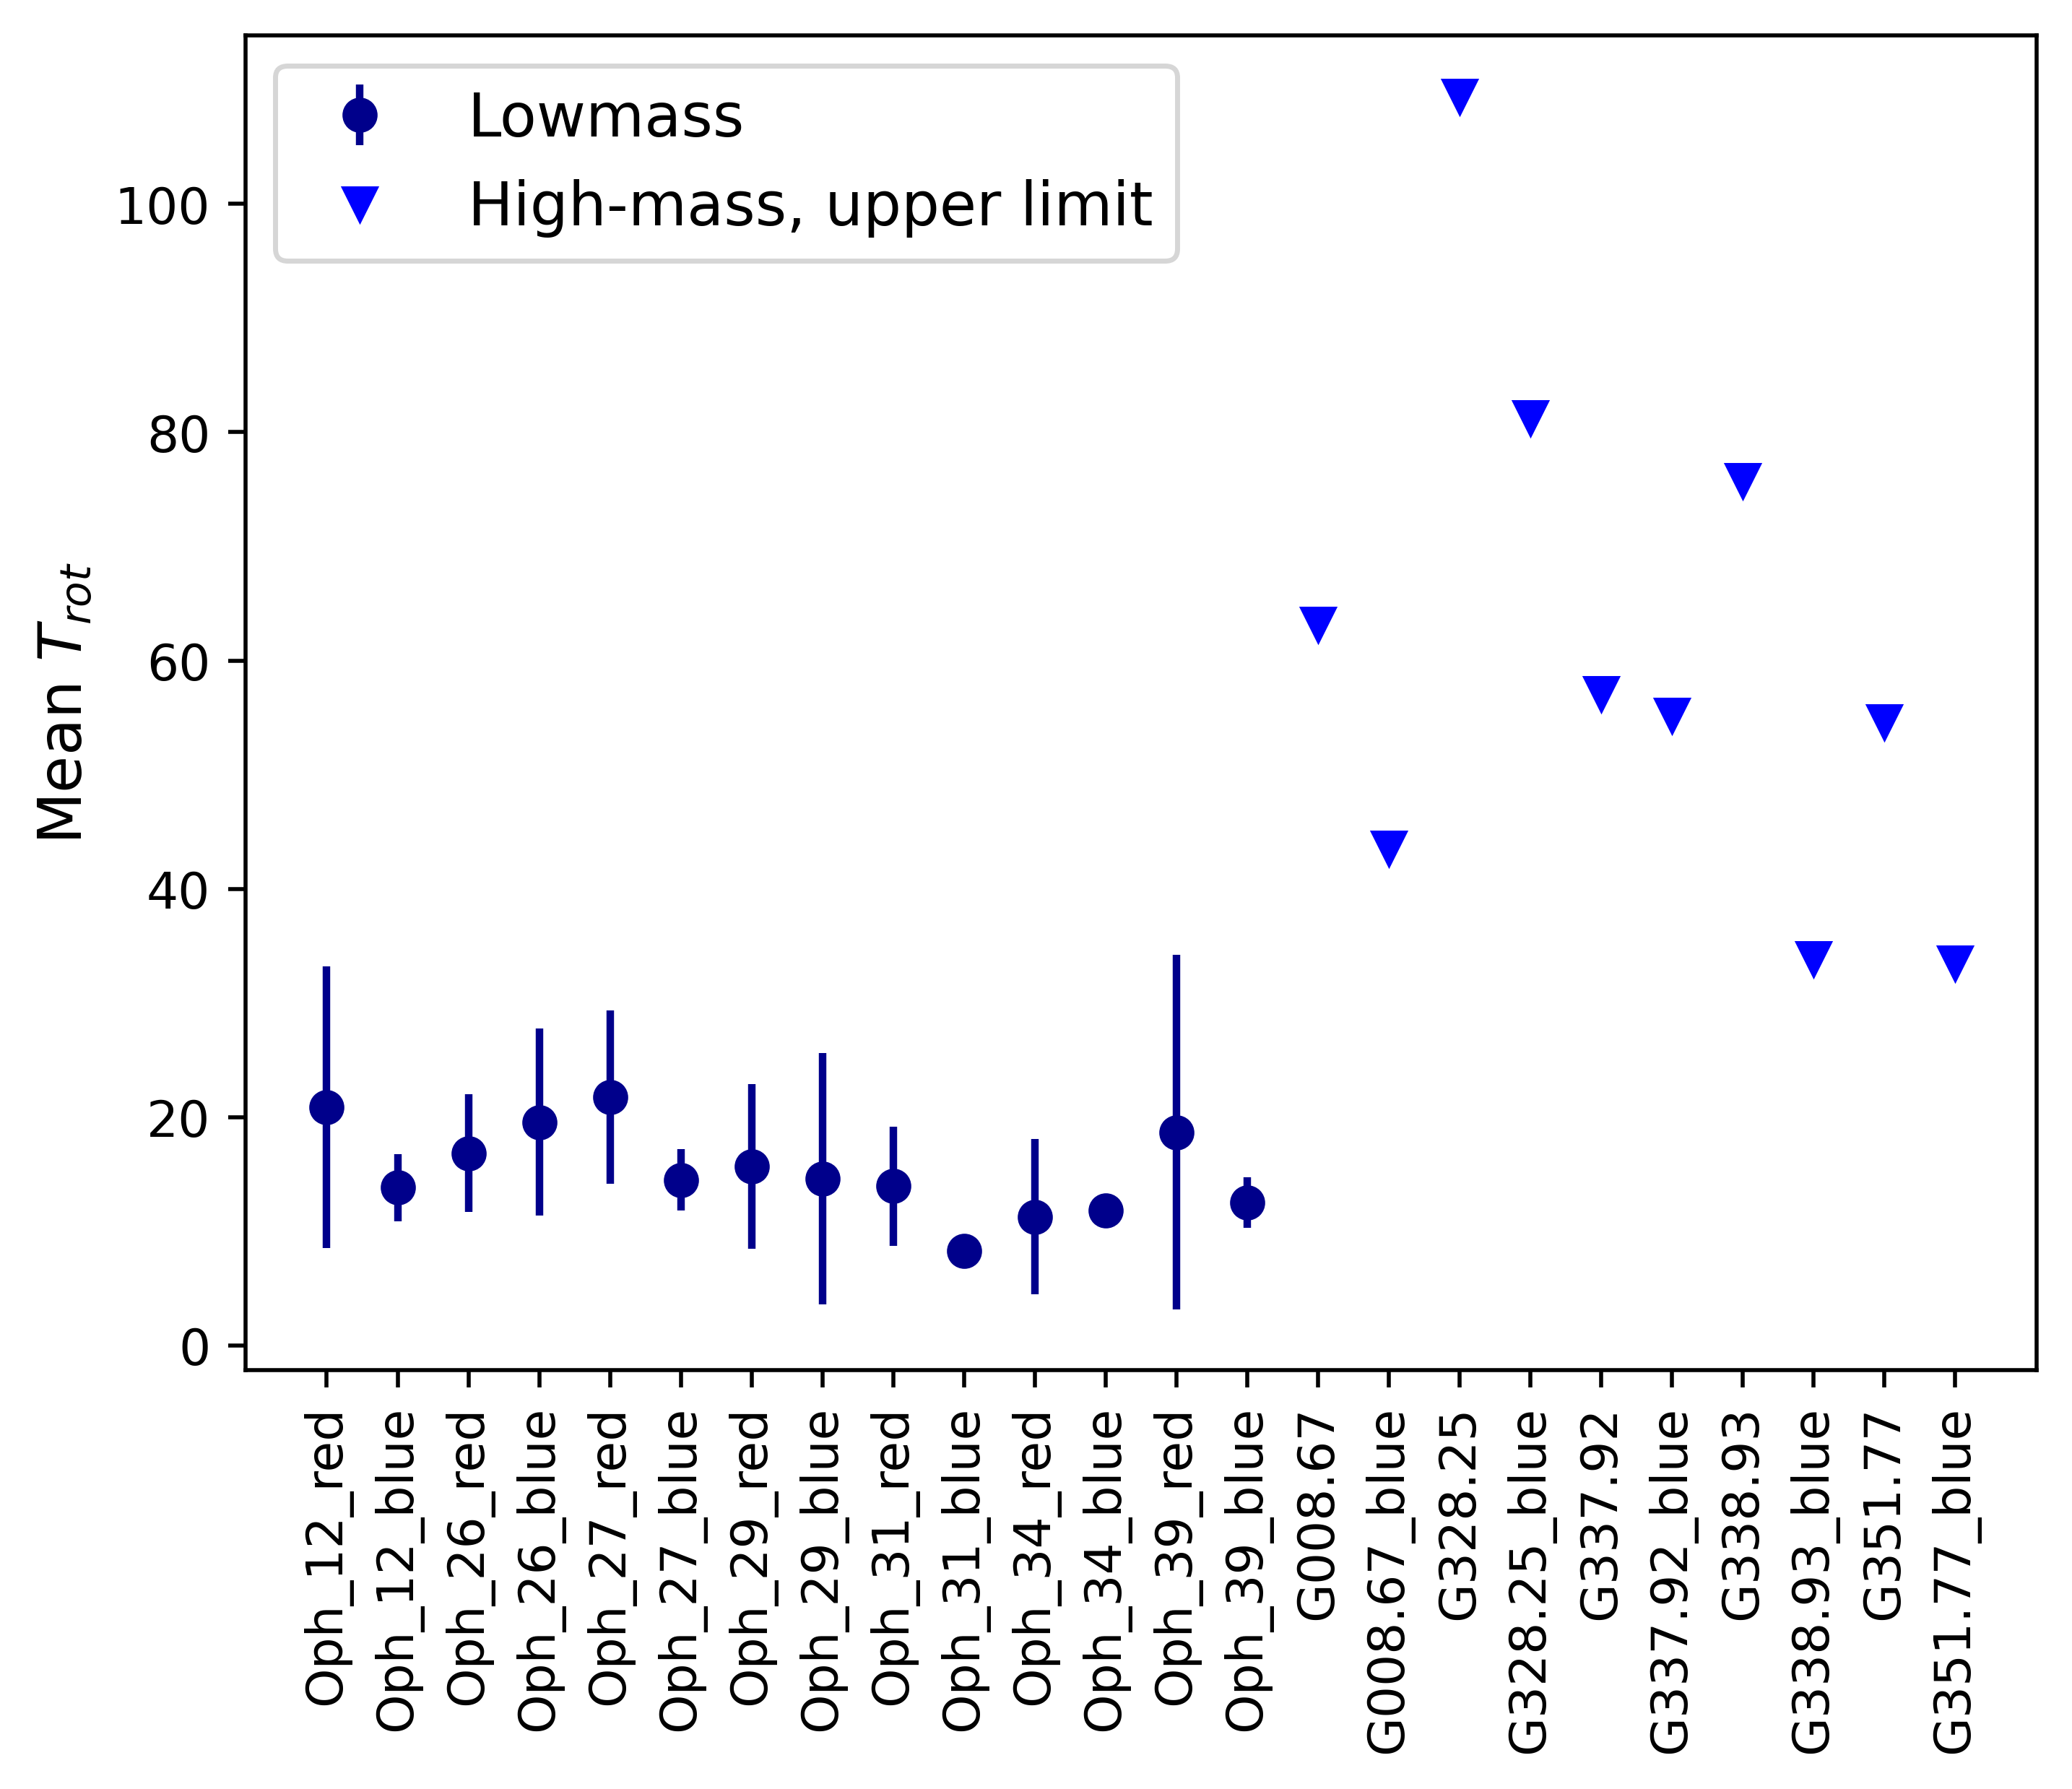 Lowmass
High-mass, upper limit
Mean T_rot
100
80
60
40
20
0
Oph_12_red
Oph_12_blue
Oph_26_red
Oph_26_blue
Oph_27_red
Oph_27_blue
Oph_29_red
Oph_29_blue
Oph_31_red
Oph_31_blue
Oph_34_red
Oph_34_blue
Oph_39_red
Oph_39_blue
G008.67
G008.67_blue
G328.25
G328.25_blue
G337.92
G337.92_blue
G338.93
G338.93_blue
G351.77
G351.77_blue